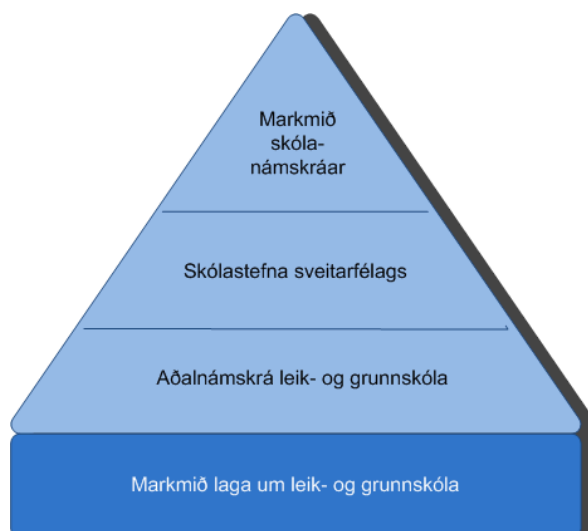 Markmið
skóla-
námskráar
Skólastefna sveitarfélags
Aðalnámskrá leik- og grunnskóla
Markmið laga um leik- og grunnskóla